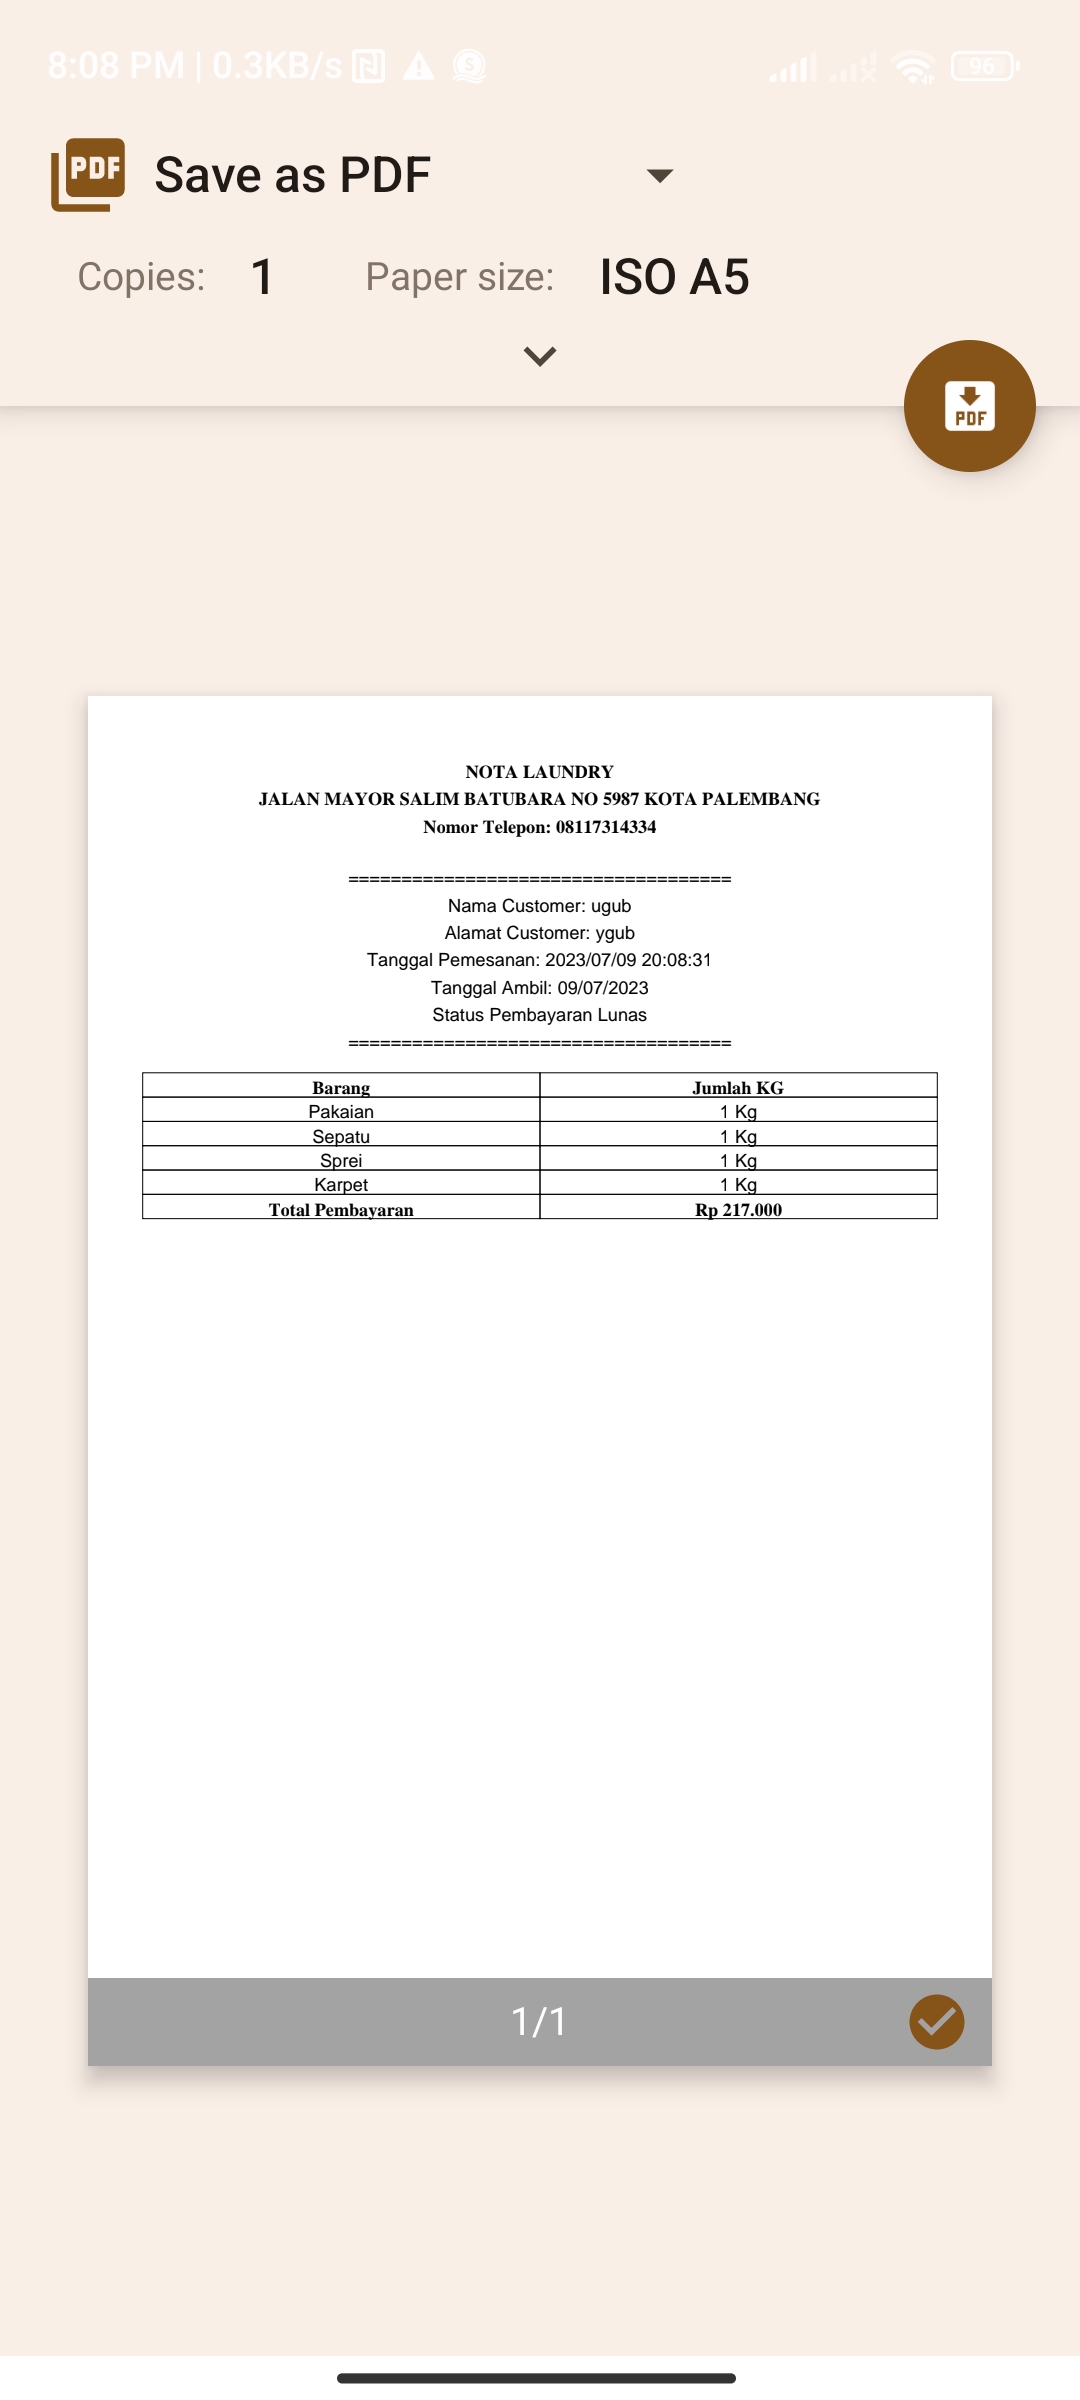 8:08 PM | 0.3KB/s 96
PDF Save as PDF
Copies: 1 Paper size: ISO A5
PDF
NOTA LAUNDRY
JALAN MAYOR SALIM BATUBARA NO 5987 KOTA PALEMBANG
Nomor Telepon: 08117314334
====================================
Nama Customer: ugub
Alamat Customer: ygub
Tanggal Pemesanan: 2023/07/09 20:08:31
Tanggal Ambil: 09/07/2023
Status Pembayaran Lunas
====================================
Barang Jumlah KG
Pakaian 1 Kg
Sepatu 1 Kg
Sprei 1 Kg
Karpet 1 Kg
Total Pembayaran Rp 217.000
1/1